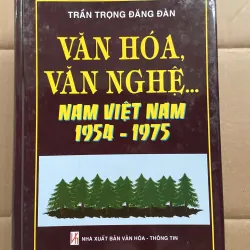 TRẦN TRỌNG ĐĂNG ĐÀN
VĂN HÓA,
VĂN NGHỆ...
NAM VIỆT NAM
1954 - 1975
NHÀ XUẤT BẢN VĂN HÓA - THÔNG TIN